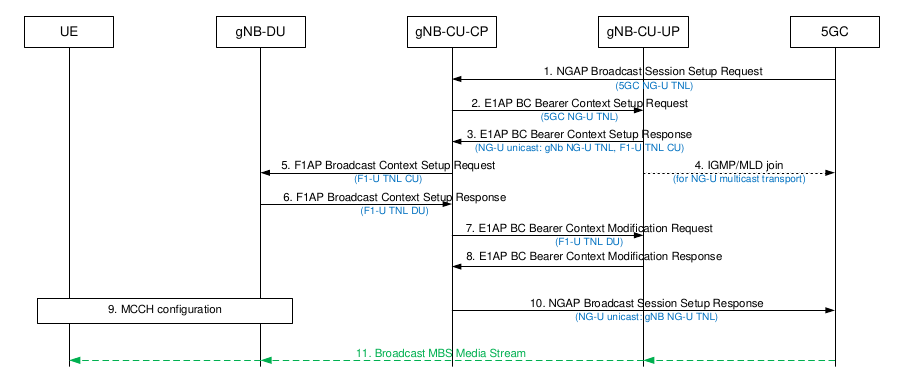 UE
gNB-DU
gNB-CU-CP
gNB-CU-UP
5GC
1. NGAP Broadcast Session Setup Request
(5GC NG-U TNL)
2. E1AP BC Bearer Context Setup Request
(5GC NG-U TNL)
3. E1AP BC Bearer Context Setup Response
(NG-U unicast: gNb NG-U TNL, F1-U TNL CU)
4. IGMP/MLD join
(for NG-U multicast transport)
5. F1AP Broadcast Context Setup Request
(F1-U TNL CU)
6. F1AP Broadcast Context Setup Response
(F1-U TNL DU)
7. E1AP BC Bearer Context Modification Request
(F1-U TNL DU)
8. E1AP BC Bearer Context Modification Response
9. MCCH configuration
10. NGAP Broadcast Session Setup Response
(NG-U unicast: gNB NG-U TNL)
11. Broadcast MBS Media Stream